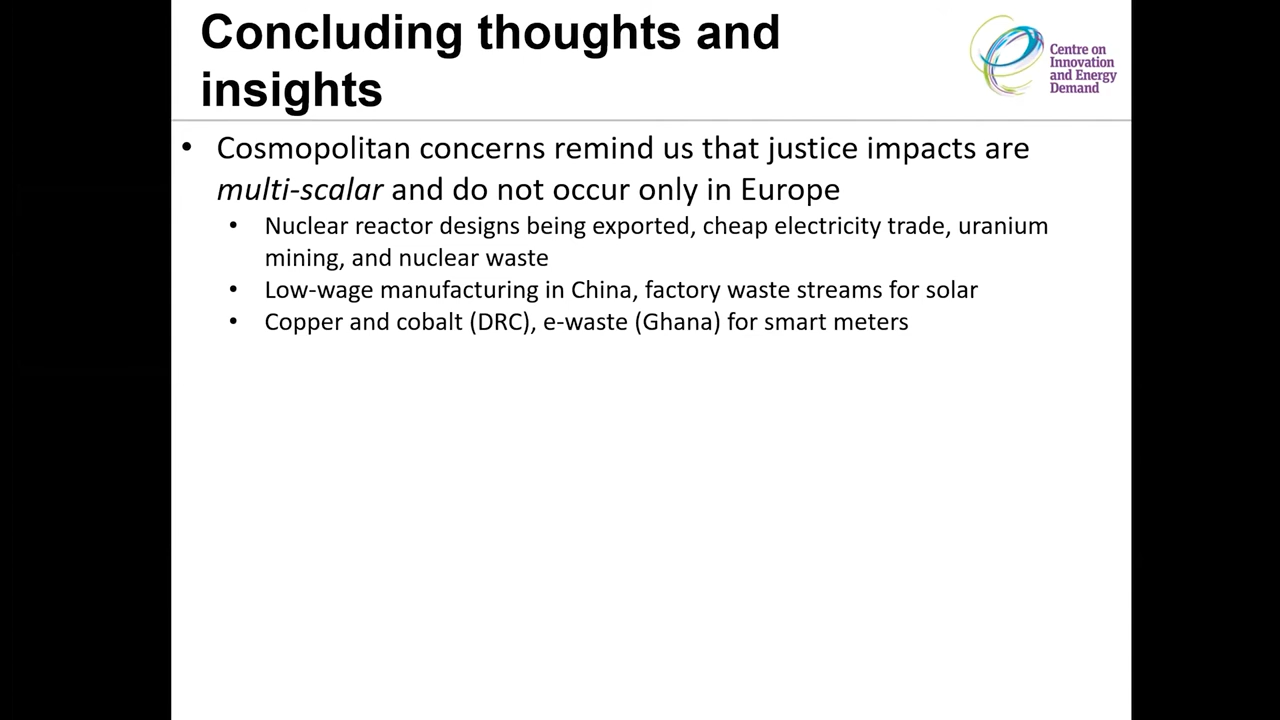 Concluding thoughts and
insights
Centre on
Innovation
and Energy
Demand
• Cosmopolitan concerns remind us that justice impacts are
multi-scalar and do not occur only in Europe
• Nuclear reactor designs being exported, cheap electricity trade, uranium
mining, and nuclear waste
• Low-wage manufacturing in China, factory waste streams for solar
• Copper and cobalt (DRC), e-waste (Ghana) for smart meters